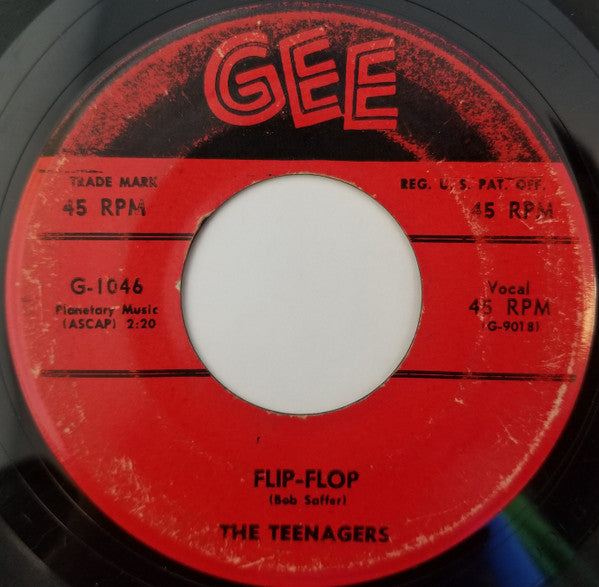 GEE
TRADE MARK
REG. U. S. PAT. OFF.
45 RPM
45 RPM
G-1046
Vocal
Planetary Music
45 RPM
(ASCAP) 2:20
(G-9018)
FLIP-FLOP
(Bob Saffer)
THE TEENAGERS